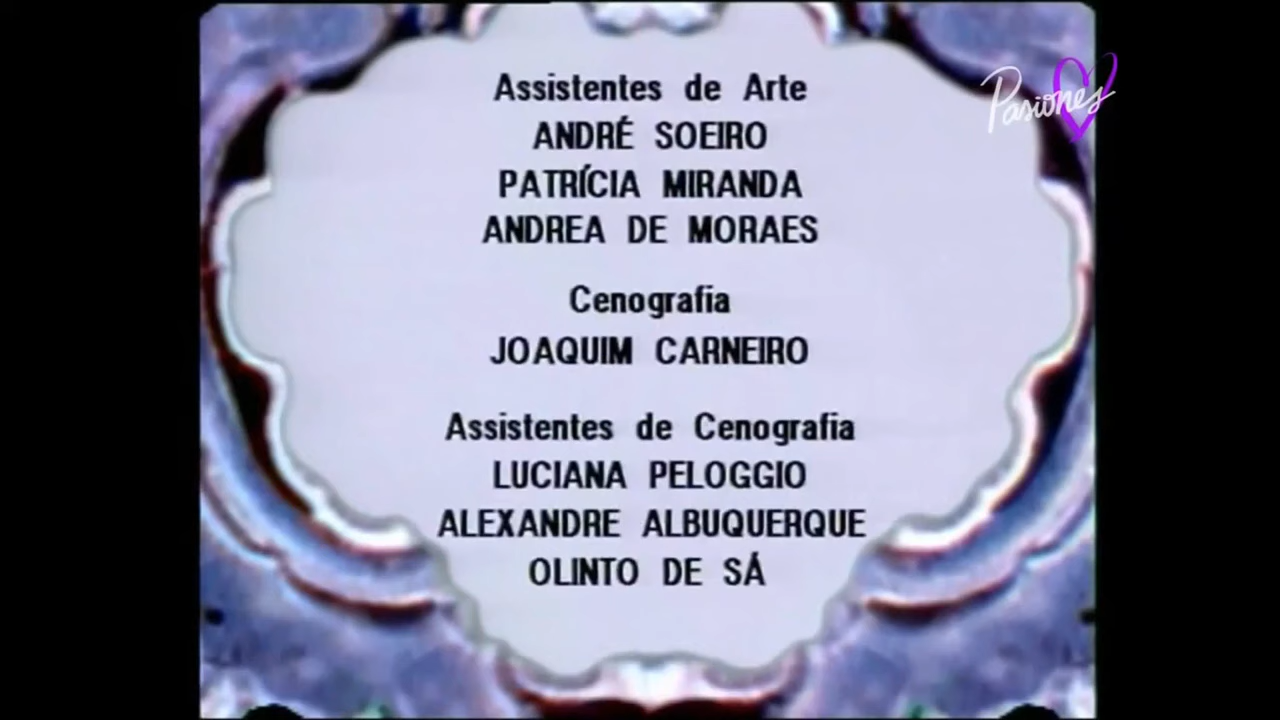 Assistentes de Arte
ANDRÉ SOEIRO
PATRÍCIA MIRANDA
ANDREA DE MORAES
Cenografia
JOAQUIM CARNEIRO
Assistentes de Cenografia
LUCIANA PELOGGIO
ALEXANDRE ALBUQUERQUE
OLINTO DE SÁ
Pasiones